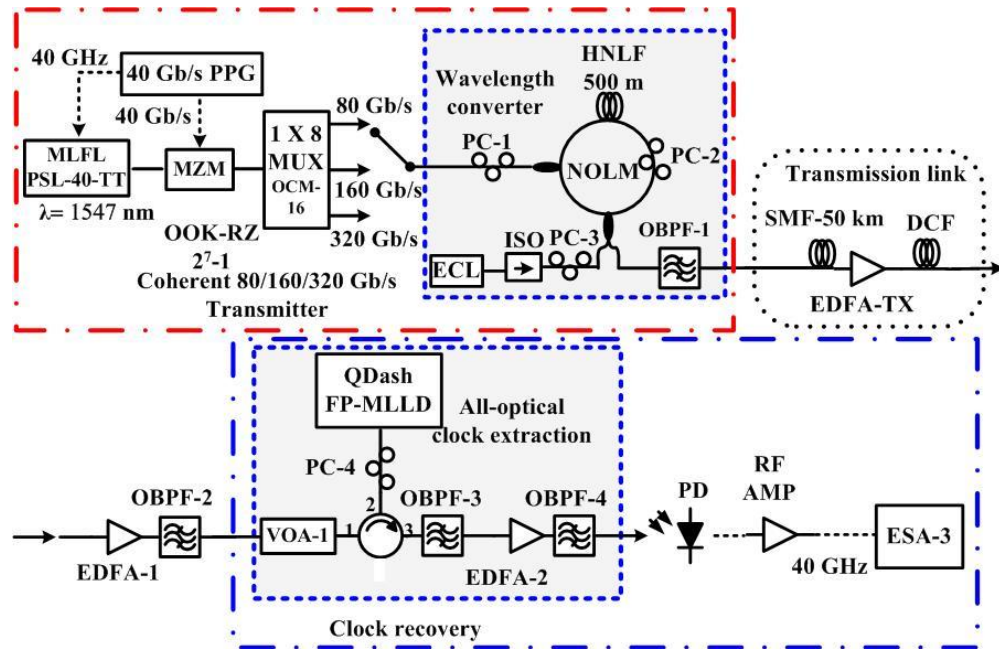 40 GHz
40 Gb/s PPG
40 Gb/s
MLFL
PSL-40-TT
λ= 1547 nm
MZM
1 X 8
MUX
OCM-
16
80 Gb/s
160 Gb/s
320 Gb/s
OOK-RZ
2⁷-1
Coherent 80/160/320 Gb/s
Transmitter
Wavelength
converter
HNLF
500 m
PC-1
NOLM
PC-2
ECL
ISO
PC-3
OBPF-1
Transmission link
SMF-50 km
DCF
EDFA-TX
EDFA-1
OBPF-2
QDash
FP-MLLD
All-optical
clock extraction
PC-4
VOA-1
1
2
3
OBPF-3
EDFA-2
OBPF-4
PD
RF
AMP
40 GHz
ESA-3
Clock recovery